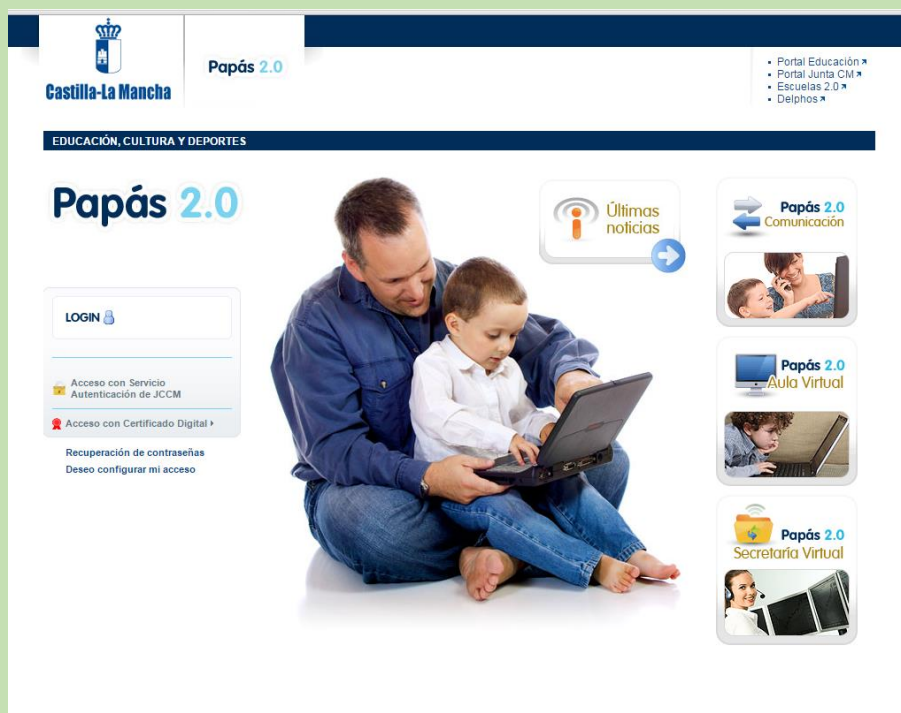 Castilla-La Mancha
Papás 2.0
Portal Educación
Portal Junta CM
Escuelas 2.0
Delphos
EDUCACIÓN, CULTURA Y DEPORTES
Papás 2.0
LOGIN
Acceso con Servicio
Autenticación de JCCM
Acceso con Certificado Digital
Recuperación de contraseñas
Deseo configurar mi acceso
Últimas
noticias
Papás 2.0
Comunicación
Papás 2.0
Aula Virtual
Papás 2.0
Secretaría Virtual